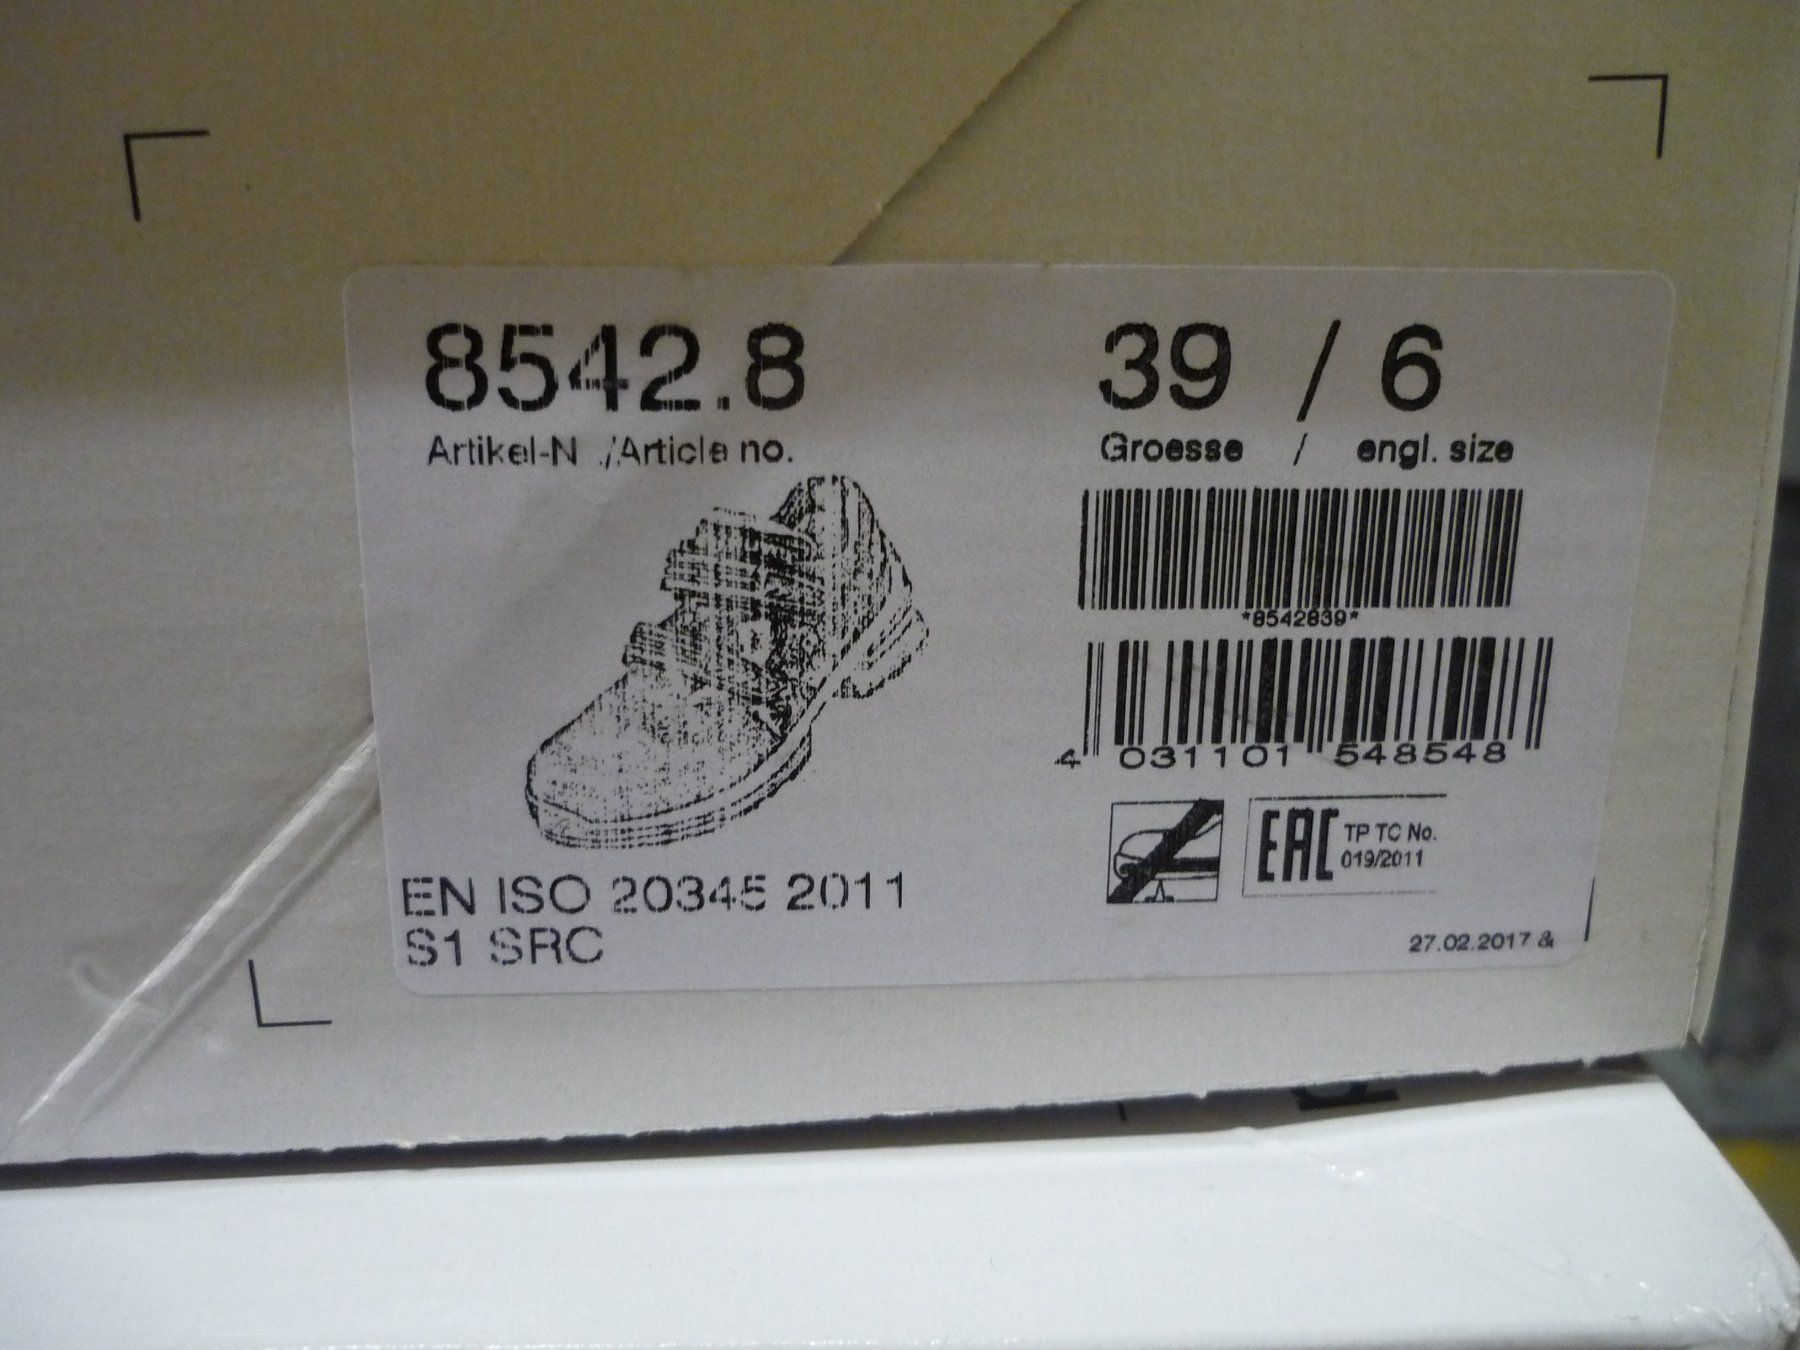 8542.8
39 / 6
Artikel-N ./Article no.
Groesse / engl. size
*8542839*
4 031101 548548
EAC TP TC No.
019/2011
EN ISO 20345 2011
S1 SRC
27.02.2017 &